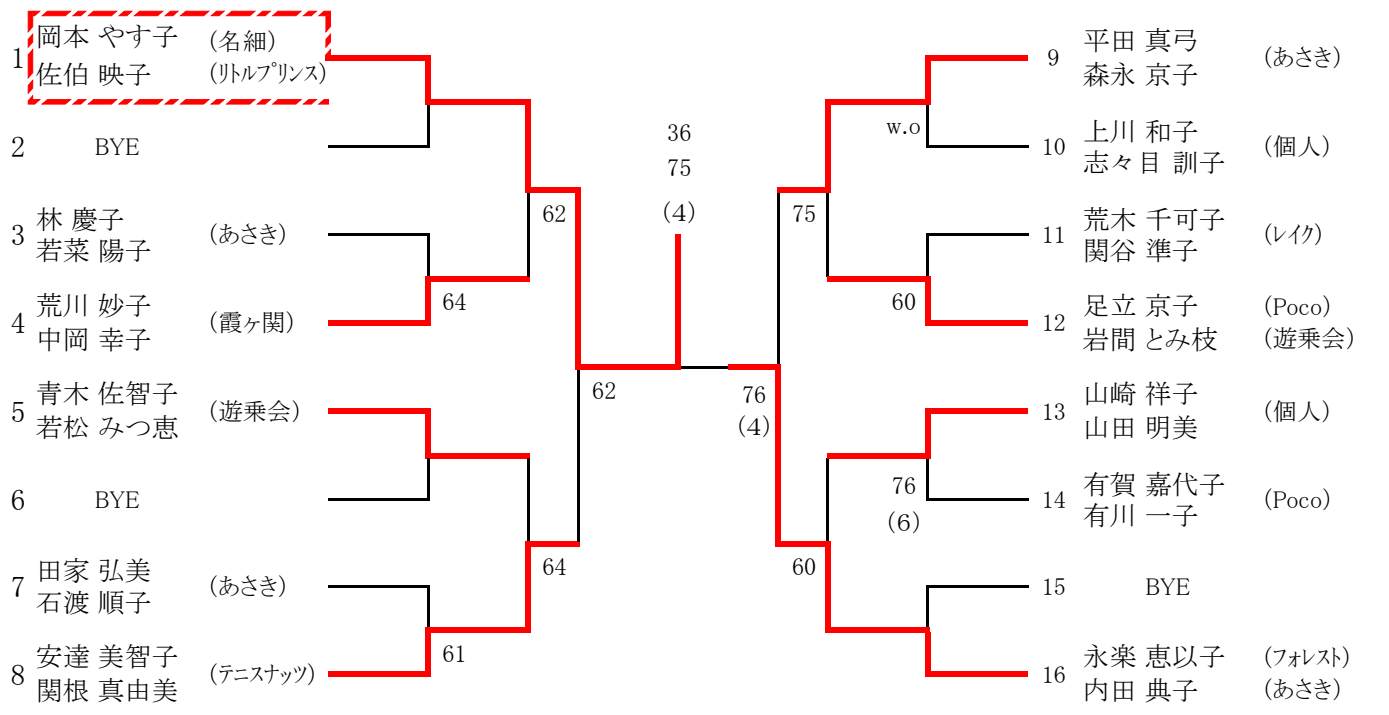 1 岡本 やす子 (名細)
佐伯 映子 (リトルプリンス)
2 BYE
3 林 慶子 (あさき)
若菜 陽子
4 荒川 妙子 (霞ヶ関)
中岡 幸子
5 青木 佐智子 (遊乗会)
若松 みつ恵
6 BYE
7 田家 弘美 (あさき)
石渡 順子
8 安達 美智子 (テニスナッツ)
関根 真由美
64
61
62
64
62
36
75
(4)
76
(4)
75
60
w.o
60
76
(6)
9 平田 真弓 (あさき)
森永 京子
10 上川 和子 (個人)
志々目 訓子
11 荒木 千可子 (レイク)
関谷 準子
12 足立 京子 (Poco)
岩間 とみ枝 (遊乗会)
13 山崎 祥子 (個人)
山田 明美
14 有賀 嘉代子 (Poco)
有川 一子
15 BYE
16 永楽 恵以子 (フォレスト)
内田 典子 (あさき)